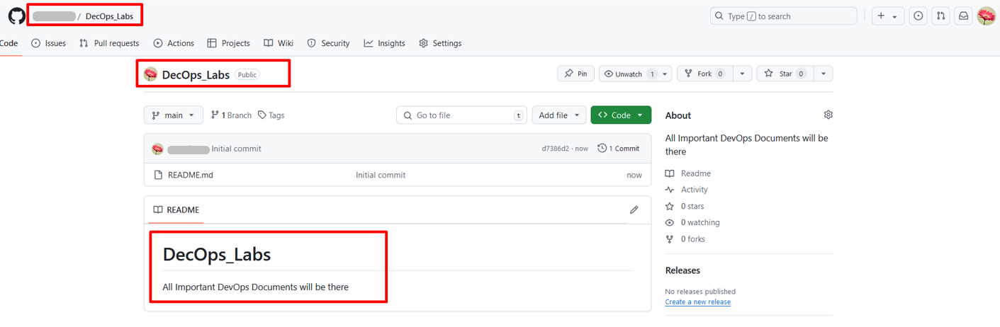 / DecOps_Labs
Type / to search
Code Issues Pull requests Actions Projects Wiki Security Insights Settings
DecOps_Labs Public
Pin Unwatch 1 Fork 0 Star 0
main 1 Branch Tags Go to file t Add file Code
Initial commit d7386d2 · now 1 Commit
README.md Initial commit now
README
DecOps_Labs
All Important DevOps Documents will be there
About
All Important DevOps Documents will be
there
Readme
Activity
0 stars
0 watching
0 forks
Releases
No releases published
Create a new release